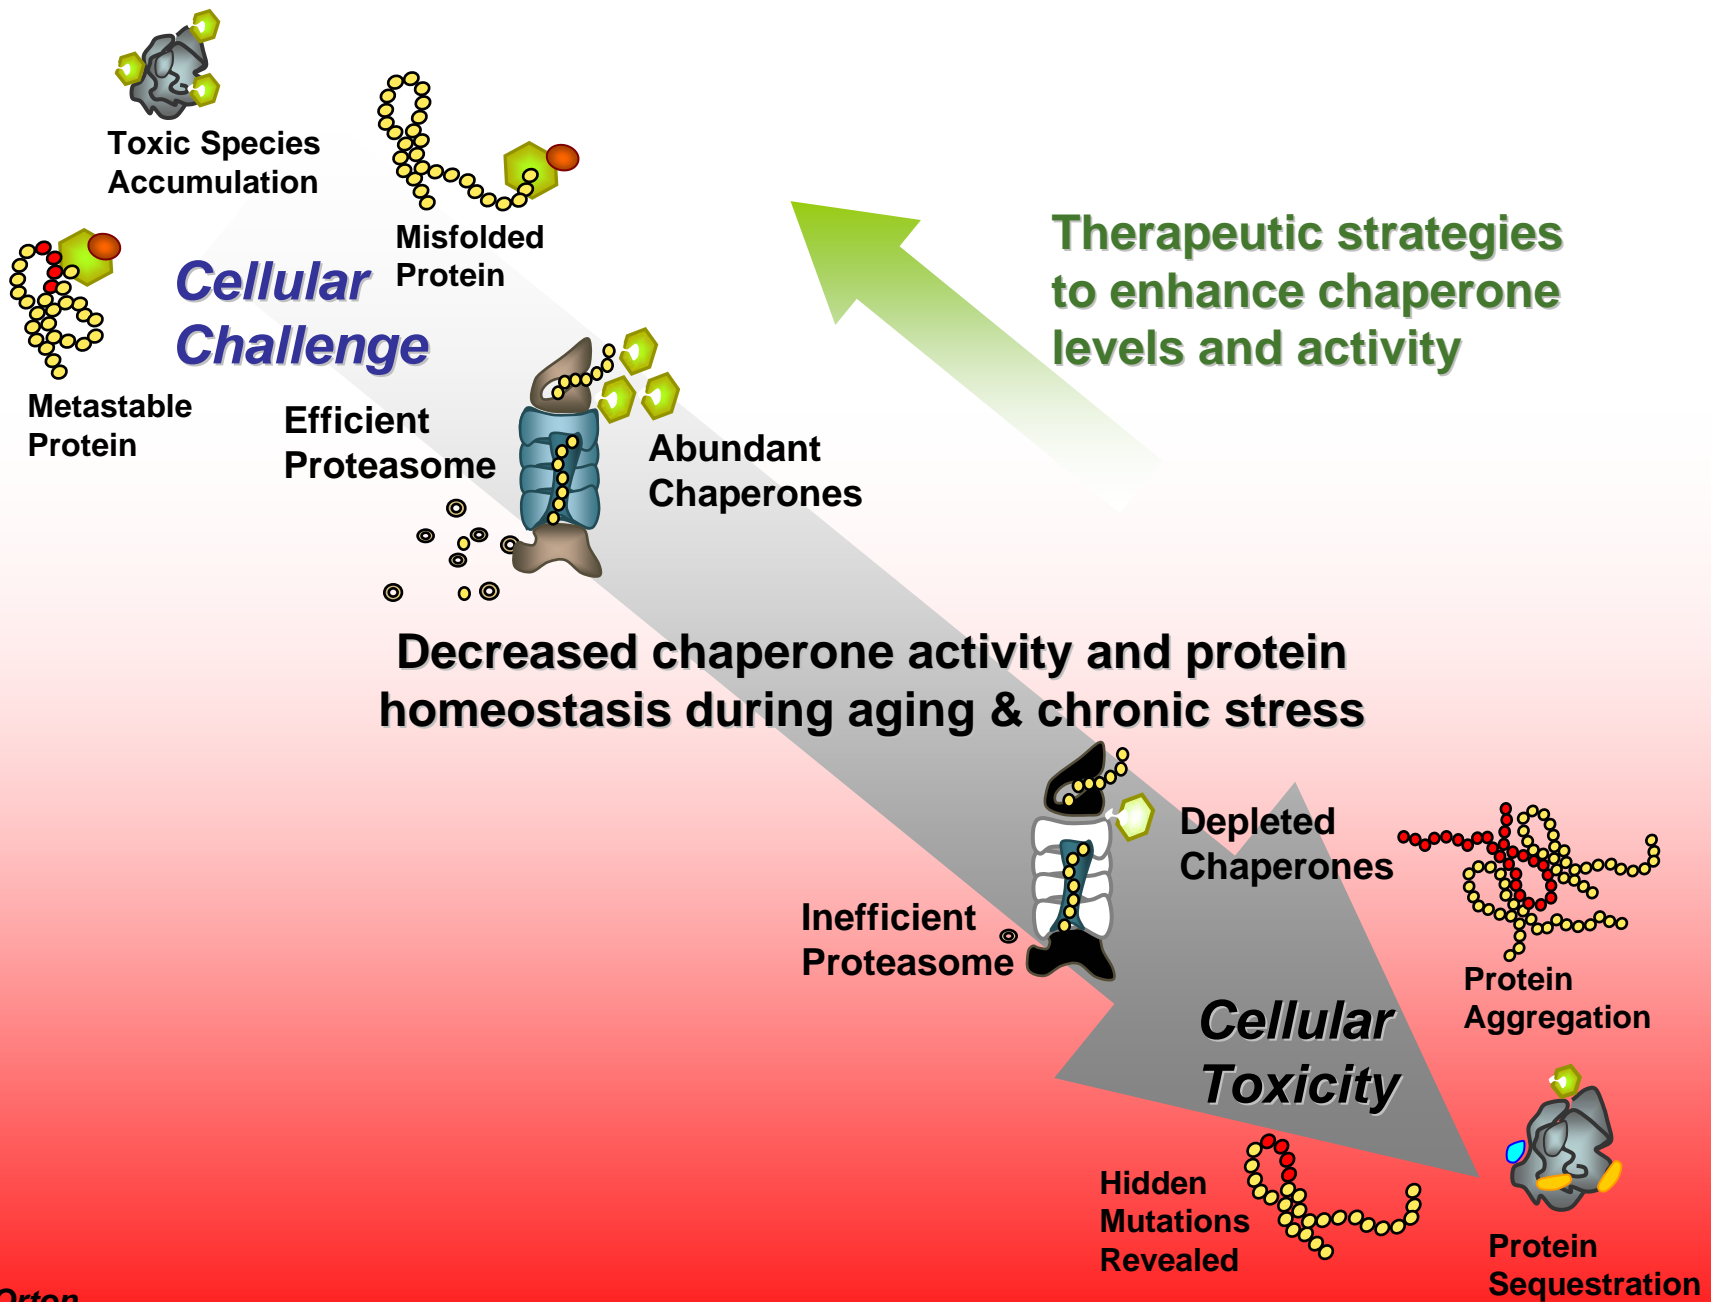 Toxic Species
Accumulation
Misfolded
Protein
Cellular
Challenge
Metastable
Protein
Therapeutic strategies
to enhance chaperone
levels and activity
Efficient
Proteasome
Abundant
Chaperones
Decreased chaperone activity and protein
homeostasis during aging & chronic stress
Depleted
Chaperones
Inefficient
Proteasome
Protein
Aggregation
Cellular
Toxicity
Hidden
Mutations
Revealed
Protein
Sequestration